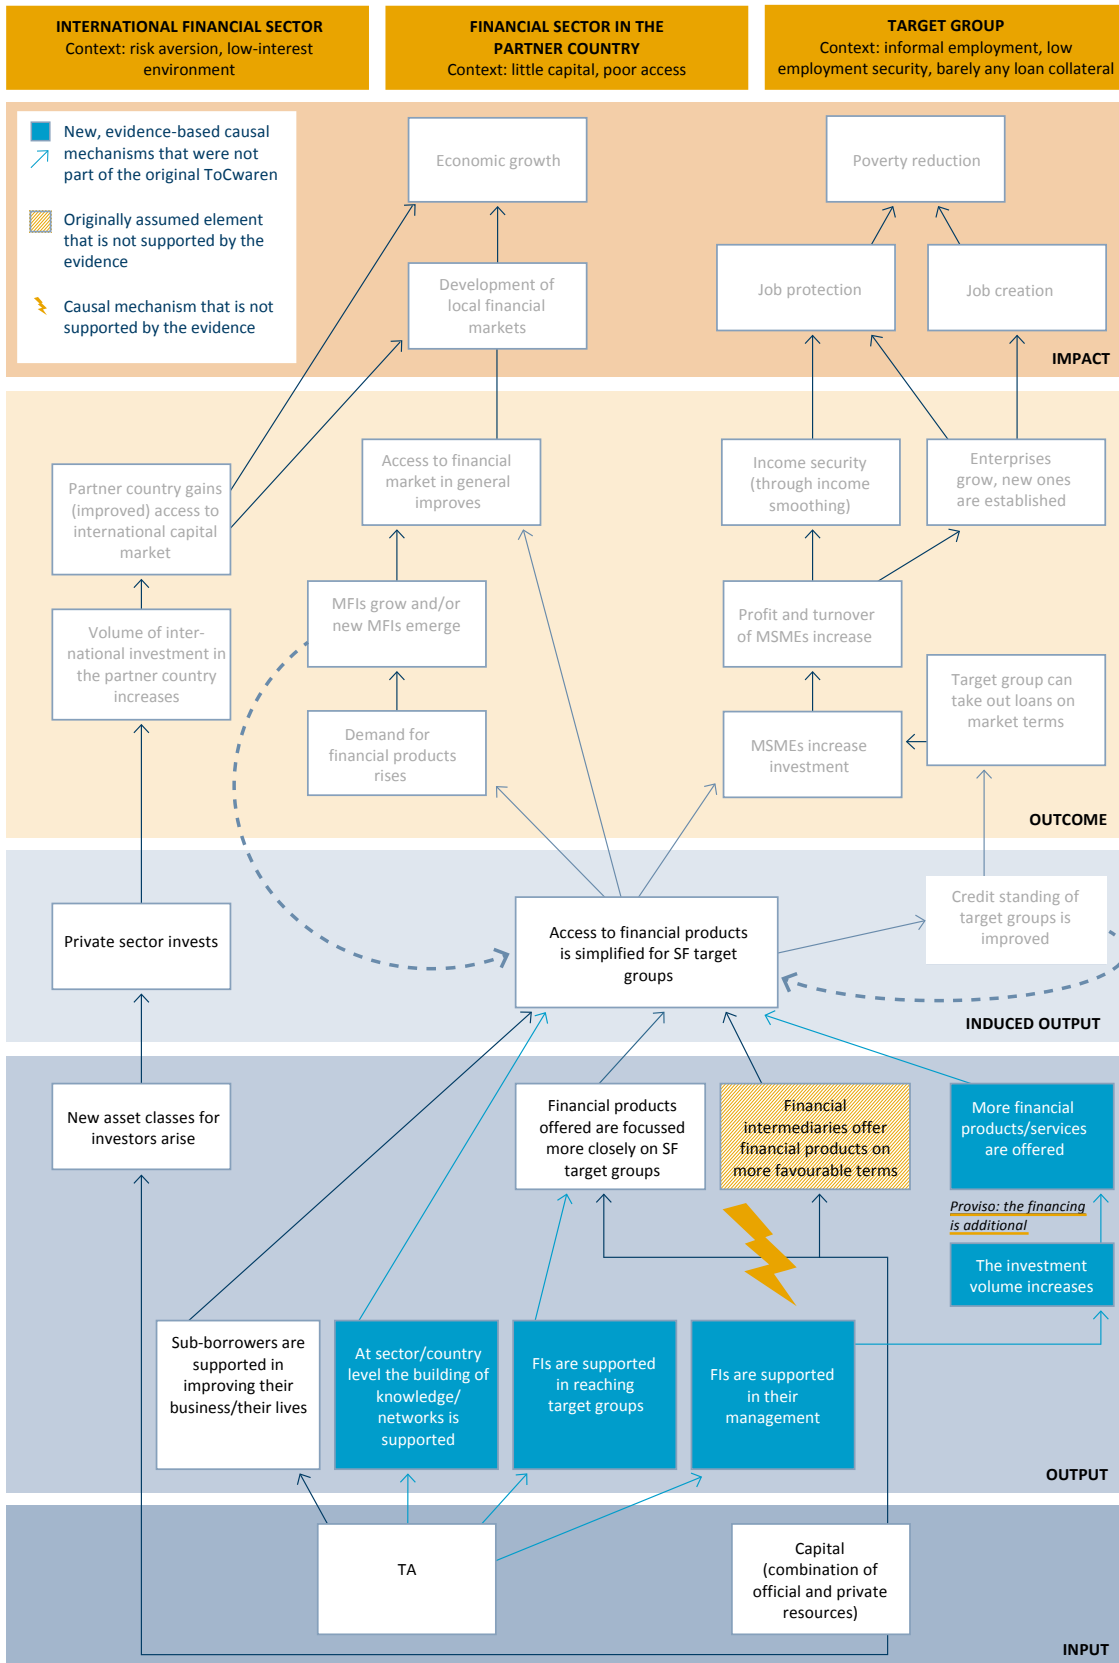 INTERNATIONAL FINANCIAL SECTOR
Context: risk aversion, low-interest
environment
FINANCIAL SECTOR IN THE
PARTNER COUNTRY
Context: little capital, poor access
TARGET GROUP
Context: informal employment, low
employment security, barely any loan collateral
New, evidence-based causal
mechanisms that were not
part of the original ToCwaren
Originally assumed element
that is not supported by the
evidence
Causal mechanism that is not
supported by the evidence
Economic growth
Poverty reduction
Development of
local financial
markets
Job protection
Job creation
IMPACT
Partner country gains
(improved) access to
international capital
market
Access to financial
market in general
improves
Income security
(through income
smoothing)
Enterprises
grow, new ones
are established
Volume of inter-
national investment in
the partner country
increases
MFIs grow and/or
new MFIs emerge
Profit and turnover
of MSMEs increase
Target group can
take out loans on
market terms
Demand for
financial products
rises
MSMEs increase
investment
OUTCOME
Private sector invests
Access to financial products
is simplified for SF target
groups
Credit standing of
target groups is
improved
INDUCED OUTPUT
New asset classes for
investors arise
Financial products
offered are focussed
more closely on SF
target groups
Financial
intermediaries offer
financial products on
more favourable terms
More financial
products/services
are offered
Proviso: the financing
is additional
The investment
volume increases
Sub-borrowers are
supported in
improving their
business/their lives
At sector/country
level the building of
knowledge/
networks is
supported
FIs are supported
in reaching
target groups
FIs are supported
in their
management
OUTPUT
TA
Capital
(combination of
official and private
resources)
INPUT